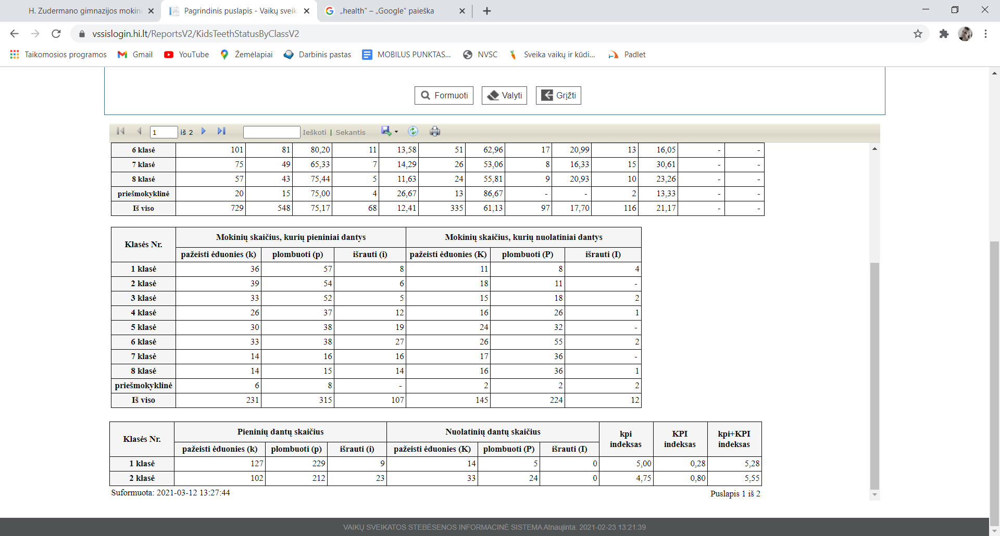 H. Zudermano gimnazijos mokini
Pagrindinis puslapis - Vaikų sveik
„health“ – „Google“ paieška
vssislogin.hi.lt/ReportsV2/KidsTeethStatusByClassV2
Taikomosios programos Gmail YouTube Žemėlapiai Darbinis pastas MOBILUS PUNKTAS... NVSC Sveika vaikų ir kūdi... Padlet
Formuoti Valyti Grįžti
1 iš 2 Ieškoti | Sekantis
6 klasė 101 81 80,20 11 13,58 51 62,96 17 20,99 13 16,05 - -
7 klasė 75 49 65,33 7 14,29 26 53,06 8 16,33 15 30,61 - -
8 klasė 57 43 75,44 5 11,63 24 55,81 9 20,93 10 23,26 - -
priešmokyklinė 20 15 75,00 4 26,67 13 86,67 - - 2 13,33 - -
Iš viso 729 548 75,17 68 12,41 335 61,13 97 17,70 116 21,17 - -
Klasės Nr. Mokinių skaičius, kurių pieniniai dantys Mokinių skaičius, kurių nuolatiniai dantys
pažeisti ėduonies (k) plombuoti (p) išrauti (i) pažeisti ėduonies (K) plombuoti (P) išrauti (I)
1 klasė 36 57 8 11 8 4
2 klasė 39 54 6 18 11 -
3 klasė 33 52 5 15 18 2
4 klasė 26 37 12 16 26 1
5 klasė 30 38 19 24 32 -
6 klasė 33 38 27 26 55 2
7 klasė 14 16 16 17 36 -
8 klasė 14 15 14 16 36 1
priešmokyklinė 6 8 - 2 2 2
Iš viso 231 315 107 145 224 12
Klasės Nr. Pieninių dantų skaičius Nuolatinių dantų skaičius kpi indeksas KPI indeksas kpi+KPI indeksas
pažeisti ėduonies (k) plombuoti (p) išrauti (i) pažeisti ėduonies (K) plombuoti (P) išrauti (I)
1 klasė 127 229 9 14 5 0 5,00 0,28 5,28
2 klasė 102 212 23 33 24 0 4,75 0,80 5,55
Suformuota: 2021-03-12 13:27:44 Puslapis 1 iš 2
VAIKŲ SVEIKATOS STEBĖSENOS INFORMACINĖ SISTEMA Atnaujinta: 2021-02-23 13:21:39